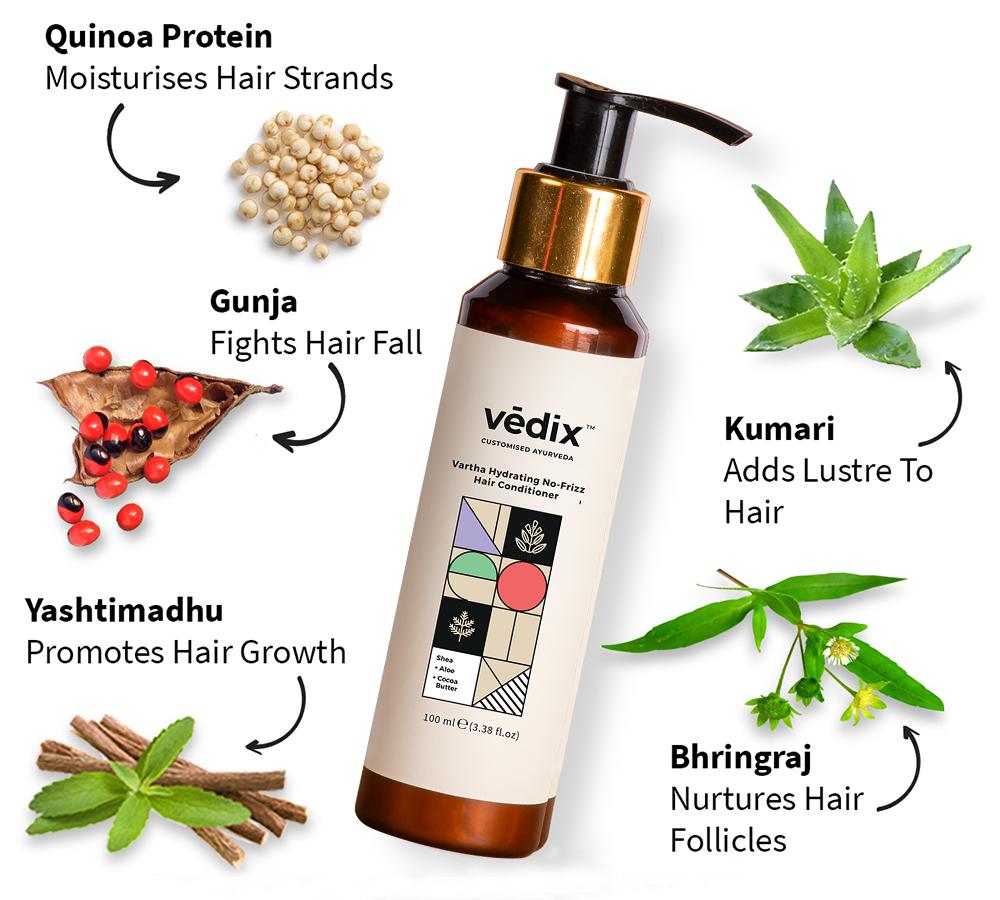 Quinoa Protein
Moisturises Hair Strands
Gunja
Fights Hair Fall
Yashtimadhu
Promotes Hair Growth
vēdix™
CUSTOMISED AYURVEDA
Vartha Hydrating No-Frizz
Hair Conditioner
Shea
+ Aloe
+ Cocoa
Butter
100 ml ℮ (3.38 fl.oz)
Kumari
Adds Lustre To
Hair
Bhringraj
Nurtures Hair
Follicles